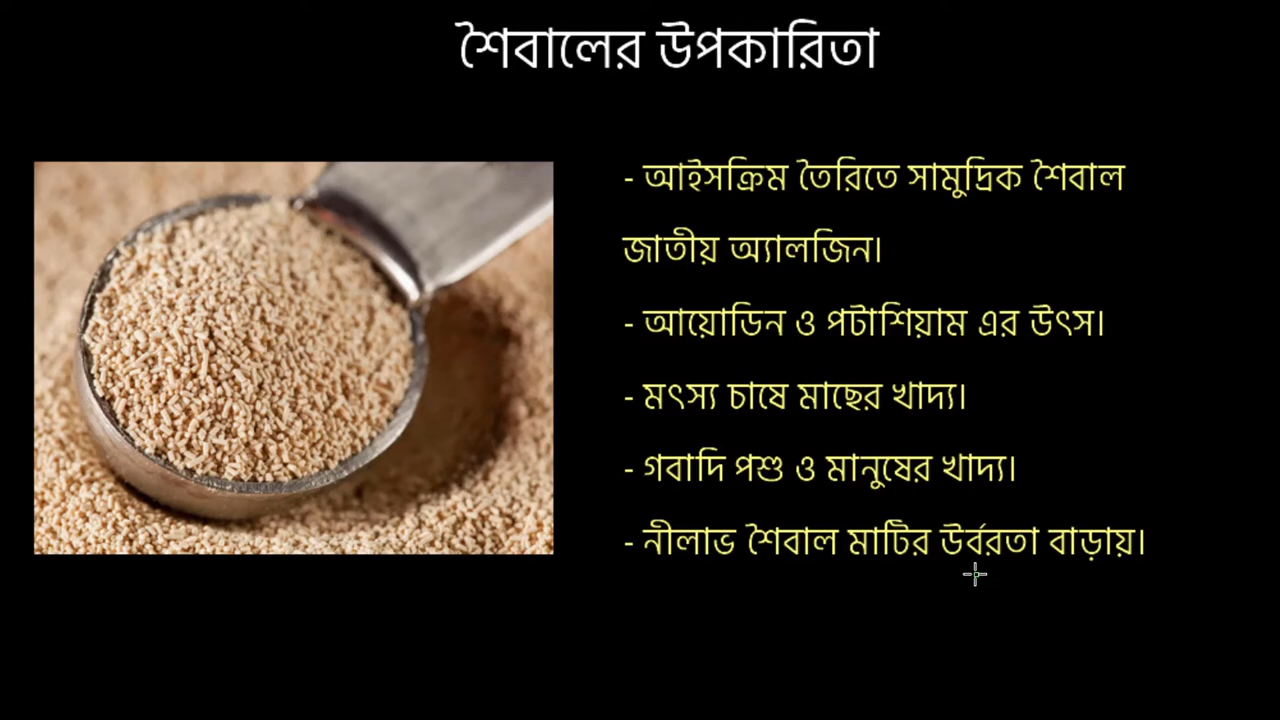 শৈবালের উপকারিতা
- আইসক্রিম তৈরিতে সামুদ্রিক শৈবাল
জাতীয় অ্যালজিন।
- আয়োডিন ও পটাশিয়াম এর উৎস।
- মৎস্য চাষে মাছের খাদ্য।
- গবাদি পশু ও মানুষের খাদ্য।
- নীলাভ শৈবাল মাটির উর্বরতা বাড়ায়।